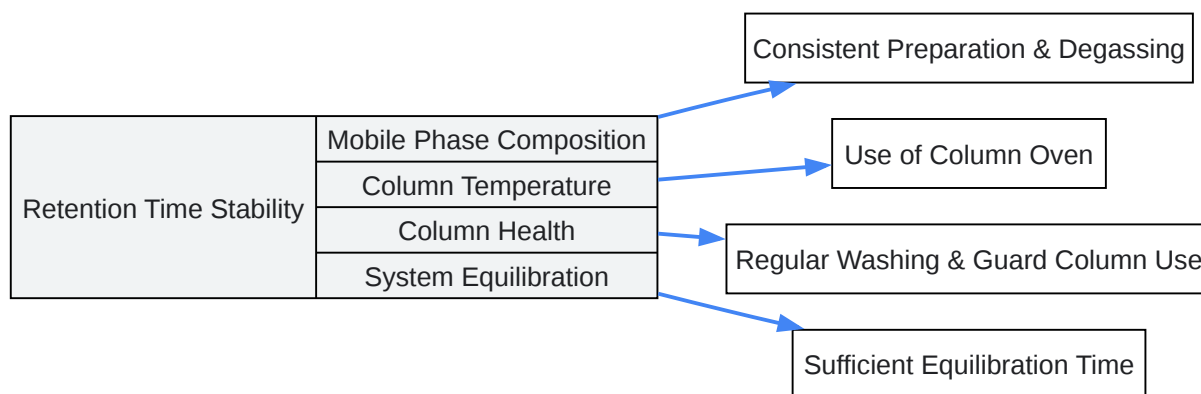 Consistent Preparation & Degassing
Mobile Phase Composition
Use of Column Oven
Column Temperature
Retention Time Stability
Column Health
Regular Washing & Guard Column Use
System Equilibration
Sufficient Equilibration Time